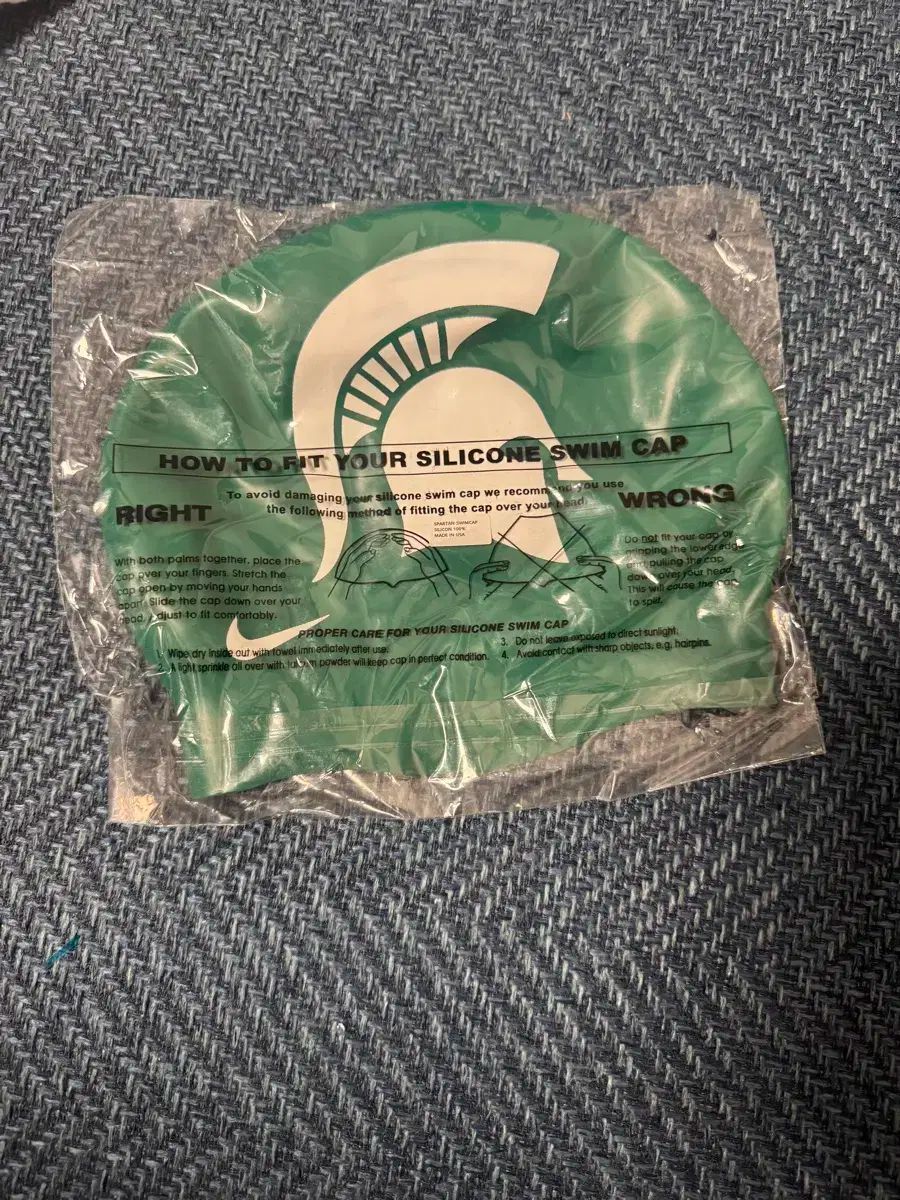 HOW TO FIT YOUR SILICONE SWIM CAP
To avoid damaging your silicone swim cap we recommend you use
the following method of fitting the cap over your head.
RIGHT
WRONG
SPARTAN SWIMCAP
SILICON 100%
MADE IN USA
With both palms together, place the
cap over your fingers. Stretch the
cap open by moving your hands
apart. Slide the cap down over your
head. Adjust to fit comfortably.
Do not fit your cap by
gripping the lower edge
and pulling the cap
down over your head.
This will cause the cap
to split.
PROPER CARE FOR YOUR SILICONE SWIM CAP
1. Wipe dry inside out with towel immediately after use.
2. A light sprinkle all over with talcum powder will keep cap in perfect condition.
3. Do not leave exposed to direct sunlight.
4. Avoid contact with sharp objects, e.g. hairpins.